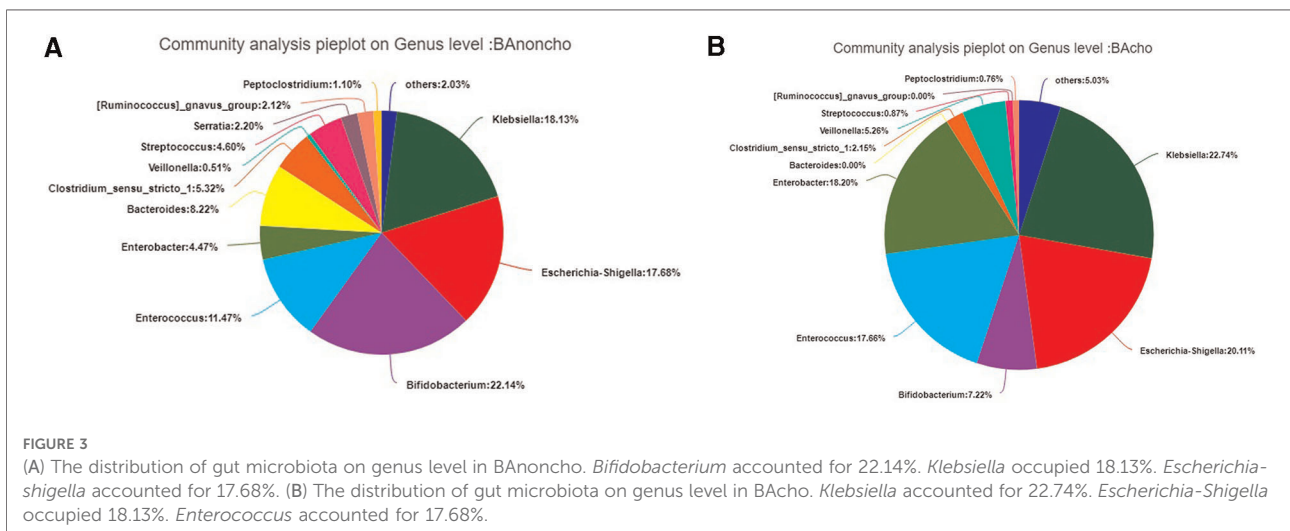 A
Community analysis pieplot on Genus level :BAnoncho
Peptoclostridium:1.10%
others:2.03%
[Ruminococcus]_gnavus_group:2.12%
Klebsiella:18.13%
Serratia:2.20%
Streptococcus:4.60%
Veillonella:0.51%
Clostridium_sensu_stricto_1:5.32%
Bacteroides:8.22%
Enterobacter:4.47%
Escherichia-Shigella:17.68%
Enterococcus:11.47%
Bifidobacterium:22.14%
B
Community analysis pieplot on Genus level :BAcho
Peptoclostridium:0.76%
others:5.03%
[Ruminococcus]_gnavus_group:0.00%
Streptococcus:0.87%
Veillonella:5.26%
Clostridium_sensu_stricto_1:2.15%
Klebsiella:22.74%
Bacteroides:0.00%
Enterobacter:18.20%
Enterococcus:17.66%
Escherichia-Shigella:20.11%
Bifidobacterium:7.22%
FIGURE 3
(A) The distribution of gut microbiota on genus level in BAnoncho. Bifidobacterium accounted for 22.14%. Klebsiella occupied 18.13%. Escherichia-
shigella accounted for 17.68%. (B) The distribution of gut microbiota on genus level in BAcho. Klebsiella accounted for 22.74%. Escherichia-Shigella
occupied 18.13%. Enterococcus accounted for 17.68%.